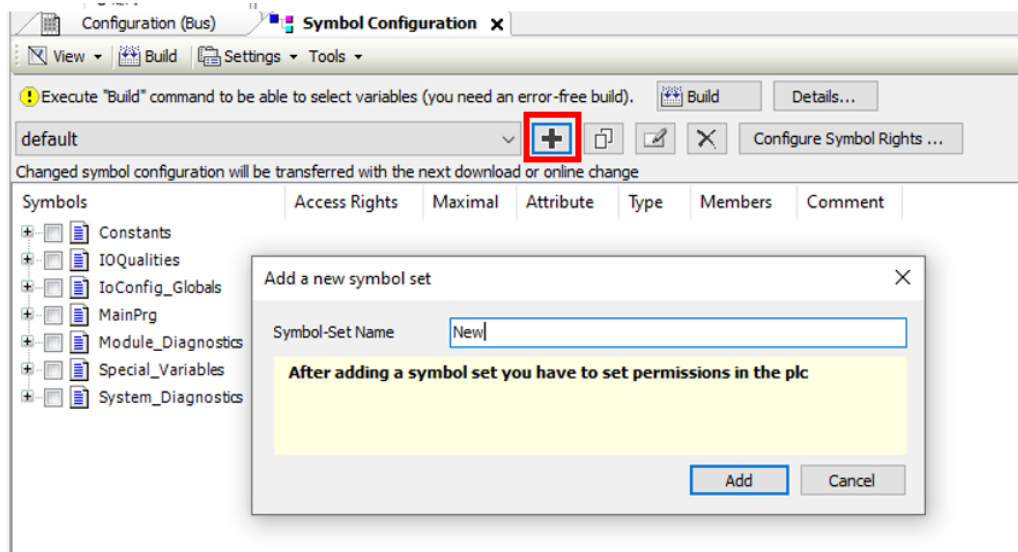 Configuration (Bus)
Symbol Configuration x
View Build Settings Tools
Execute "Build" command to be able to select variables (you need an error-free build). Build Details...
default Configure Symbol Rights ...
Changed symbol configuration will be transferred with the next download or online change
Symbols Access Rights Maximal Attribute Type Members Comment
Constants
IOQualities
IoConfig_Globals
MainPrg
Module_Diagnostics
Special_Variables
System_Diagnostics
Add a new symbol set
Symbol-Set Name New
After adding a symbol set you have to set permissions in the plc
Add Cancel